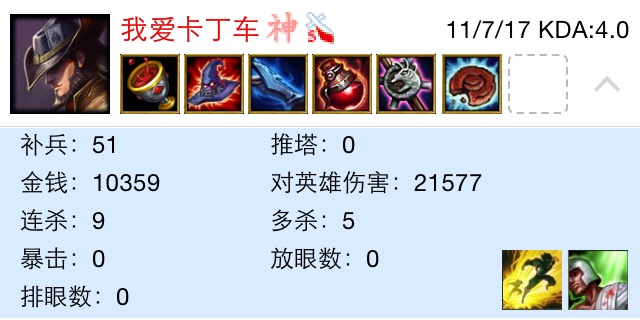 我爱卡丁车 神 11/7/17 KDA:4.0
补兵：51 推塔：0
金钱：10359 对英雄伤害：21577
连杀：9 多杀：5
暴击：0 放眼数：0
排眼数：0